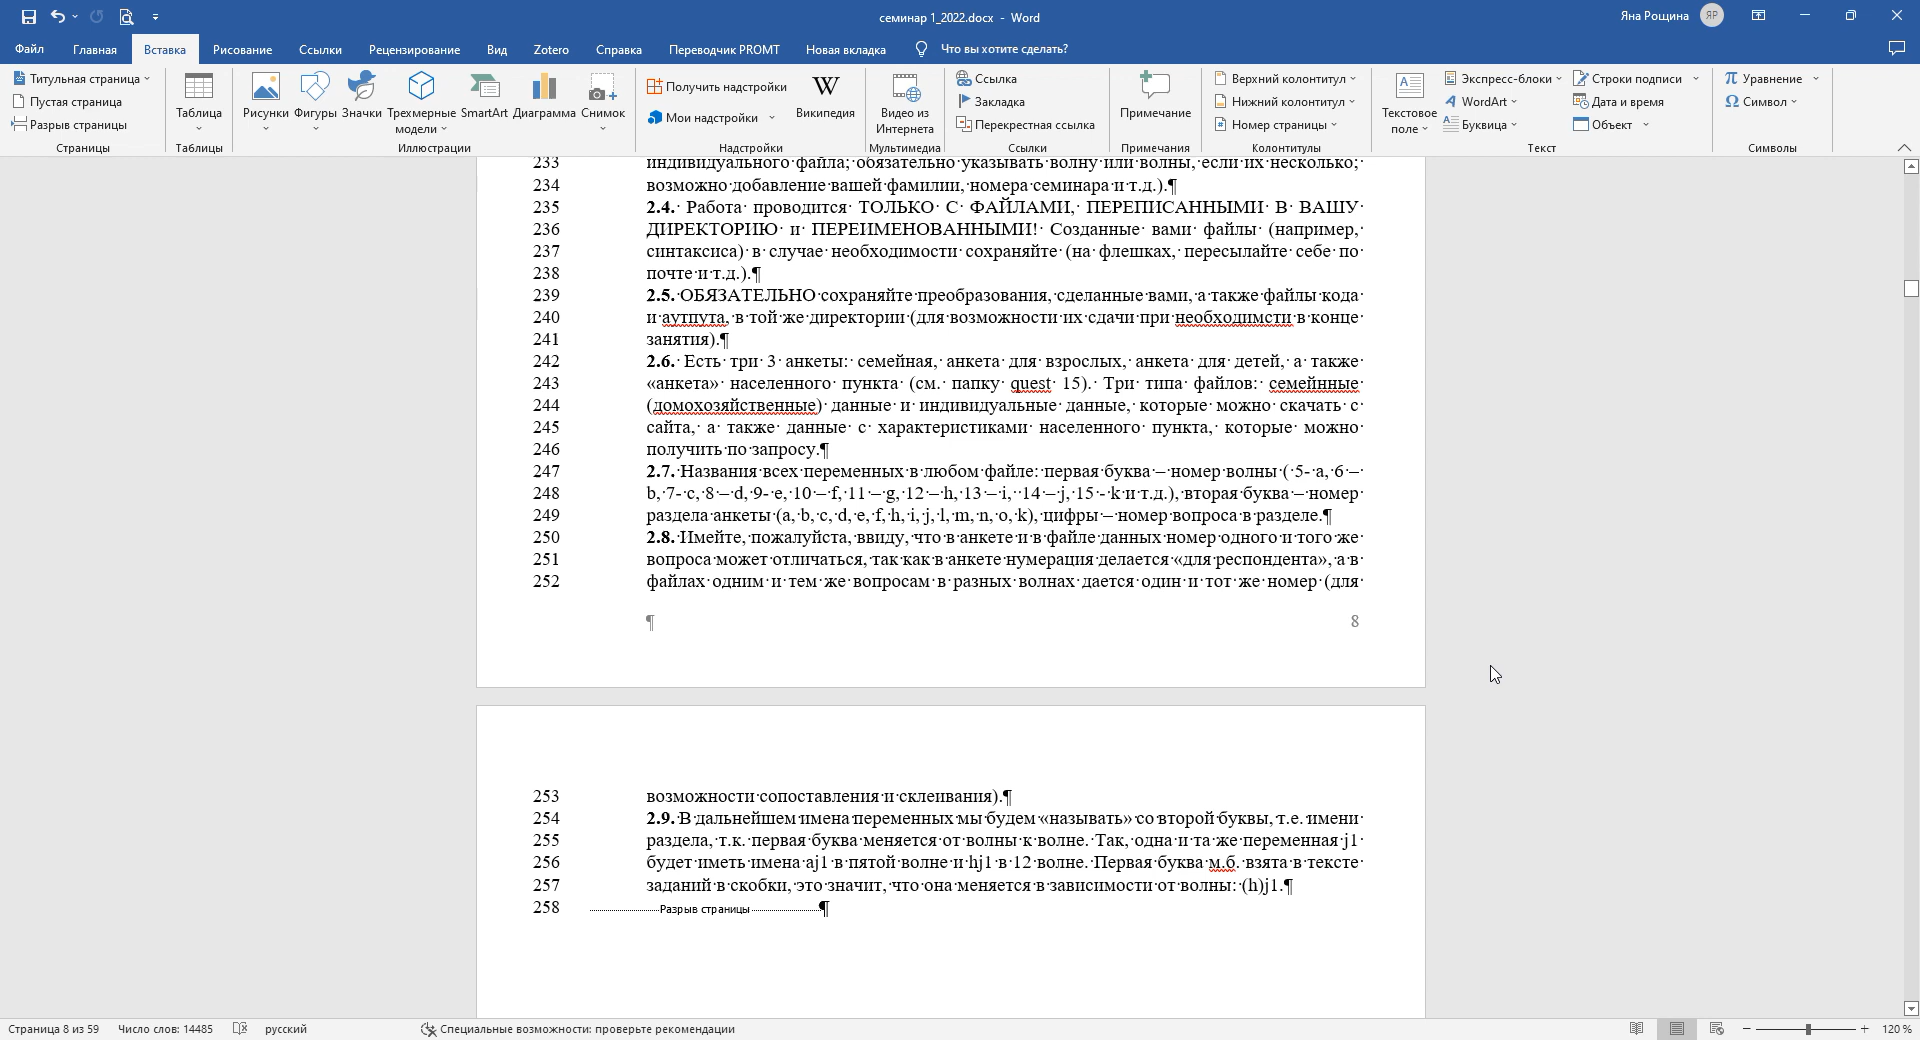 семинар 1_2022.docx - Word
Яна Рощина ЯР
Файл Главная Вставка Рисование Ссылки Рецензирование Вид Zotero Справка Переводчик PROMT Новая вкладка Что вы хотите сделать?
Титульная страница
Пустая страница
Разрыв страницы
Страницы
Таблица
Таблицы
Рисунки Фигуры Значки Трехмерные модели SmartArt Диаграмма Снимок
Иллюстрации
Получить надстройки
Мои надстройки
Википедия
Надстройки
Видео из Интернета
Мультимедиа
Ссылка
Закладка
Перекрестная ссылка
Ссылки
Примечание
Примечания
Верхний колонтитул
Нижний колонтитул
Номер страницы
Колонтитулы
Текстовое поле
Экспресс-блоки
WordArt
Буквица
Строки подписи
Дата и время
Объект
Текст
Уравнение
Символ
Символы
233 индивидуального файла; обязательно указывать волну или волны, если их несколько;
234 возможно добавление вашей фамилии, номера семинара и т.д.).¶
235 2.4. Работа проводится ТОЛЬКО С ФАЙЛАМИ, ПЕРЕПИСАННЫМИ В ВАШУ
236 ДИРЕКТОРИЮ и ПЕРЕИМЕНОВАННЫМИ! Созданные вами файлы (например,
237 синтаксиса) в случае необходимости сохраняйте (на флешках, пересылайте себе по
238 почте и т.д.).¶
239 2.5. ОБЯЗАТЕЛЬНО сохраняйте преобразования, сделанные вами, а также файлы кода
240 и аутпута, в той же директории (для возможности их сдачи при необходимсти в конце
241 занятия).¶
242 2.6. Есть три 3 анкеты: семейная, анкета для взрослых, анкета для детей, а также
243 «анкета» населенного пункта (см. папку quest 15). Три типа файлов: семейнные
244 (домохозяйственные) данные и индивидуальные данные, которые можно скачать с
245 сайта, а также данные с характеристиками населенного пункта, которые можно
246 получить по запросу.¶
247 2.7. Названия всех переменных в любом файле: первая буква – номер волны ( 5- a, 6 –
248 b, 7- c, 8 – d, 9- e, 10 – f, 11 – g, 12 – h, 13 – i, 14 – j, 15 - k и т.д.), вторая буква – номер
249 раздела анкеты (a, b, c, d, e, f, h, i, j, l, m, n, o, k), цифры – номер вопроса в разделе.¶
250 2.8. Имейте, пожалуйста, ввиду, что в анкете и в файле данных номер одного и того же
251 вопроса может отличаться, так как в анкете нумерация делается «для респондента», а в
252 файлах одним и тем же вопросам в разных волнах дается один и тот же номер (для
¶ 8
253 возможности сопоставления и склеивания).¶
254 2.9. В дальнейшем имена переменных мы будем «называть» со второй буквы, т.е. имени
255 раздела, т.к. первая буква меняется от волны к волне. Так, одна и та же переменная j1
256 будет иметь имена aj1 в пятой волне и hj1 в 12 волне. Первая буква м.б. взята в тексте
257 заданий в скобки, это значит, что она меняется в зависимости от волны: (h)j1.¶
258 Разрыв страницы¶
Страница 8 из 59 Число слов: 14485 русский Специальные возможности: проверьте рекомендации 120 %